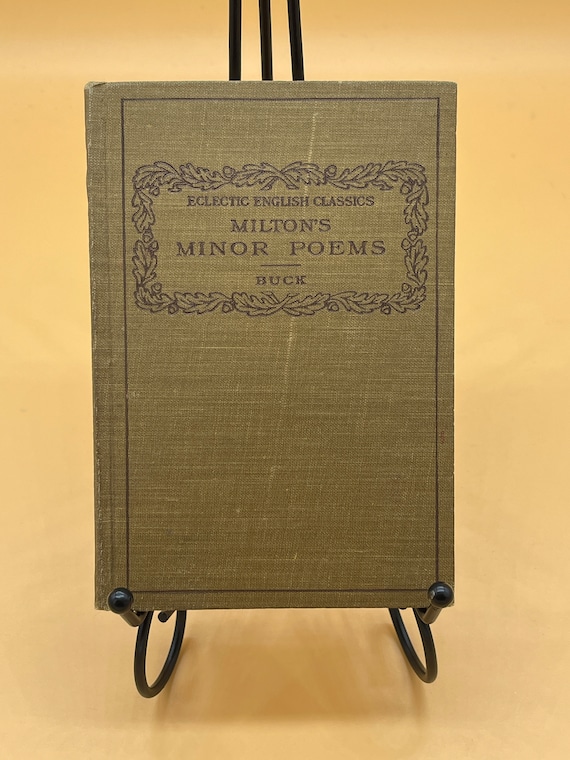 ECLECTIC ENGLISH CLASSICS
MILTON'S
MINOR POEMS
BUCK